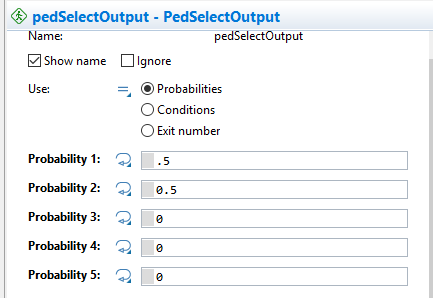 pedSelectOutput - PedSelectOutput
Name: pedSelectOutput
Show name Ignore
Use: Probabilities
Conditions
Exit number
Probability 1: .5
Probability 2: 0.5
Probability 3: 0
Probability 4: 0
Probability 5: 0